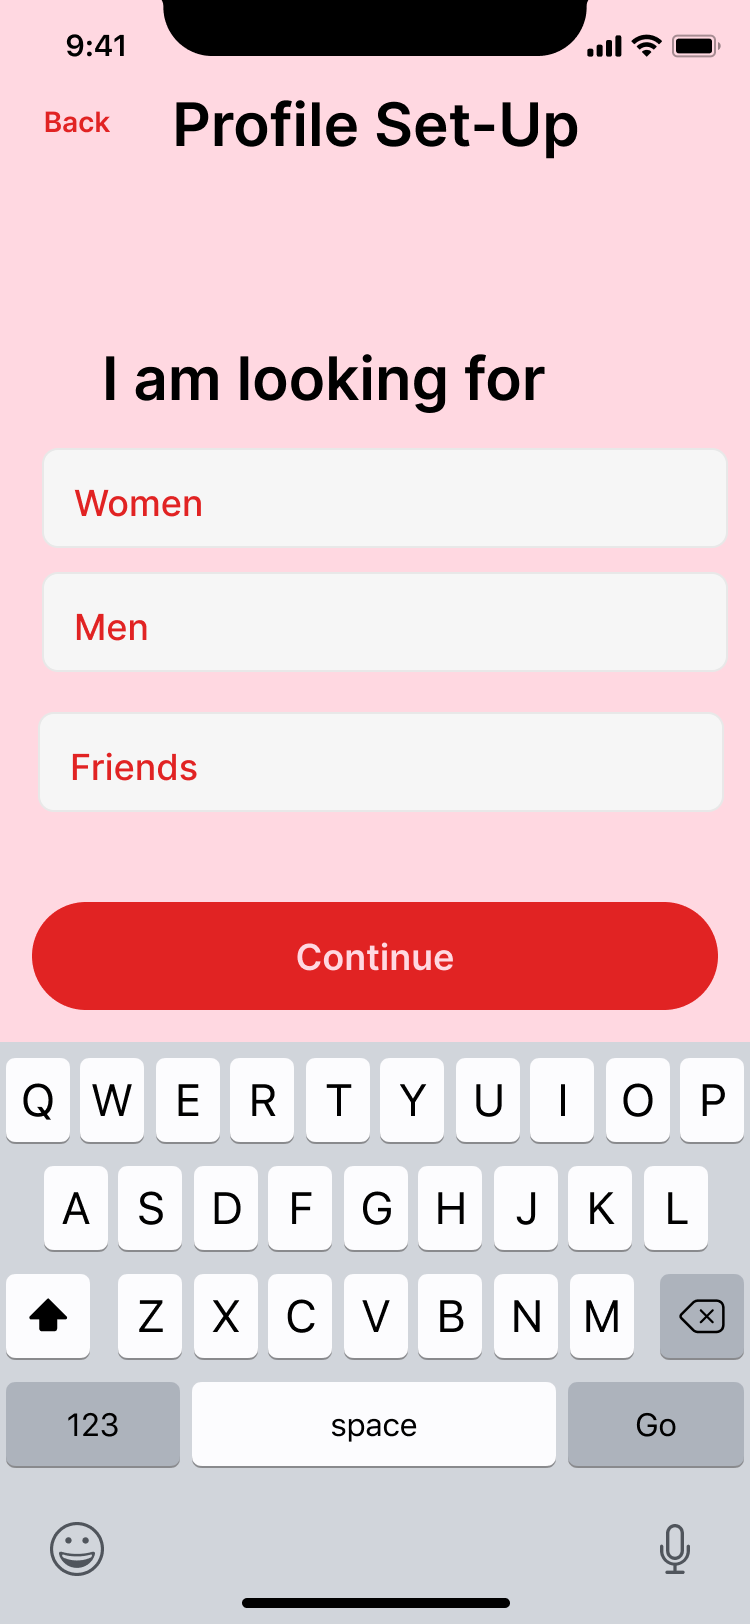 9:41
Back Profile Set-Up
I am looking for
Women
Men
Friends
Continue
Q W E R T Y U I O P
A S D F G H J K L
Z X C V B N M
123 space Go